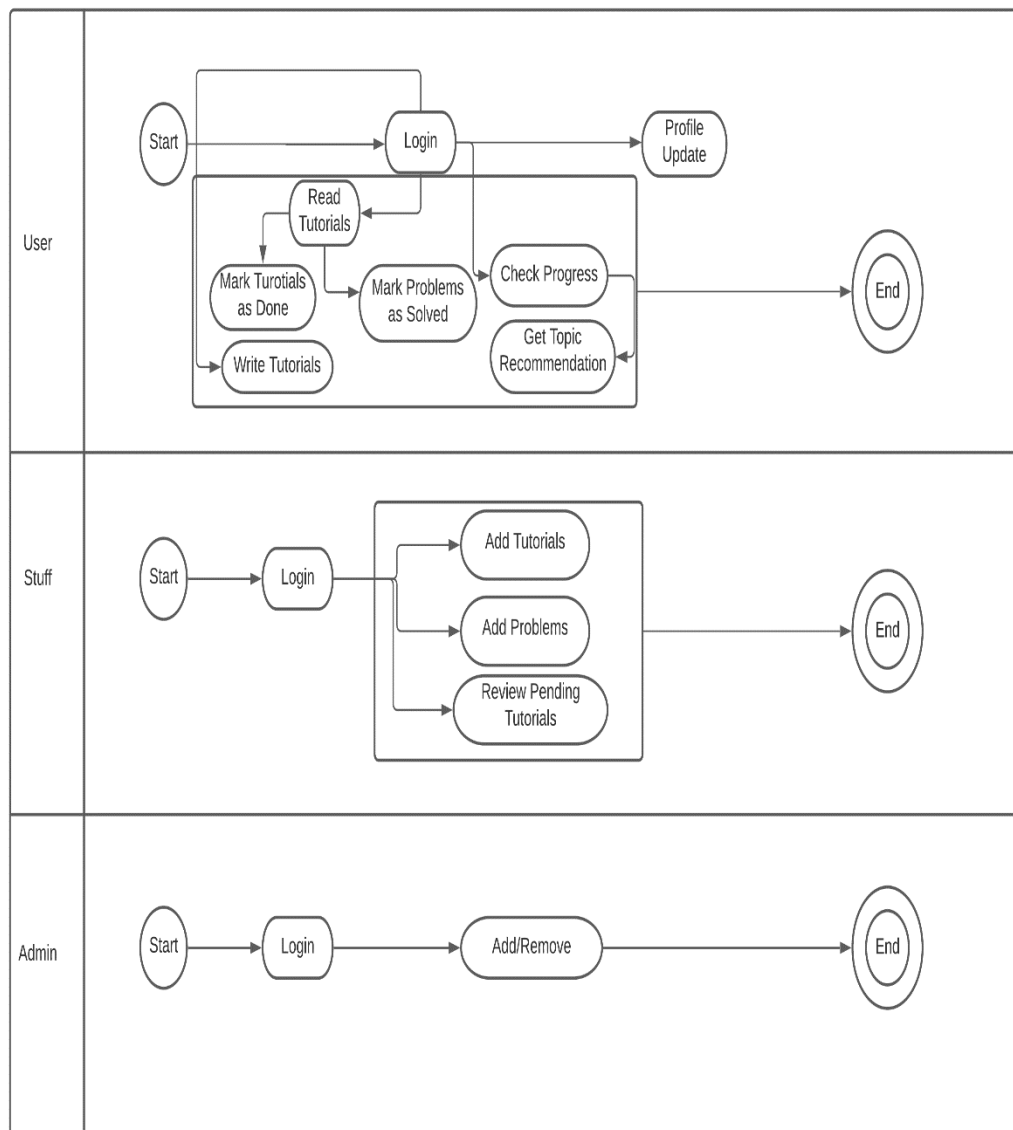 User
Start
Login
Profile
Update
Read
Tutorials
Mark Turotials
as Done
Mark Problems
as Solved
Check Progress
Write Tutorials
Get Topic
Recommendation
End
Stuff
Start
Login
Add Tutorials
Add Problems
Review Pending
Tutorials
End
Admin
Start
Login
Add/Remove
End